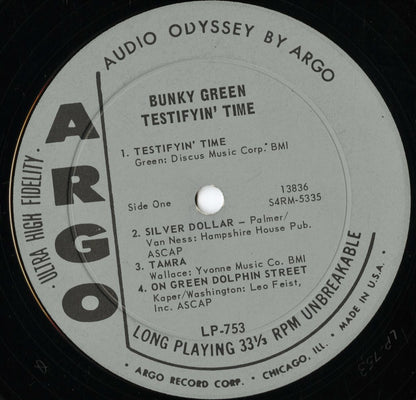 AUDIO ODYSSEY BY ARGO
ULTRA HIGH FIDELITY •
ARGO
BUNKY GREEN
TESTIFYIN' TIME
1. TESTIFYIN' TIME
Green: Discus Music Corp. BMI
Side One
13836
S4RM-5335
2. SILVER DOLLAR – Palmer/
Van Ness: Hampshire House Pub.
ASCAP
3. TAMRA
Wallace: Yvonne Music Co. BMI
4. ON GREEN DOLPHIN STREET
Kaper/Washington: Leo Feist,
Inc. ASCAP
LP-753
LONG PLAYING 33⅓ RPM UNBREAKABLE
ARGO RECORD CORP. • CHICAGO, ILL. • MADE IN U.S.A. •
LP-753